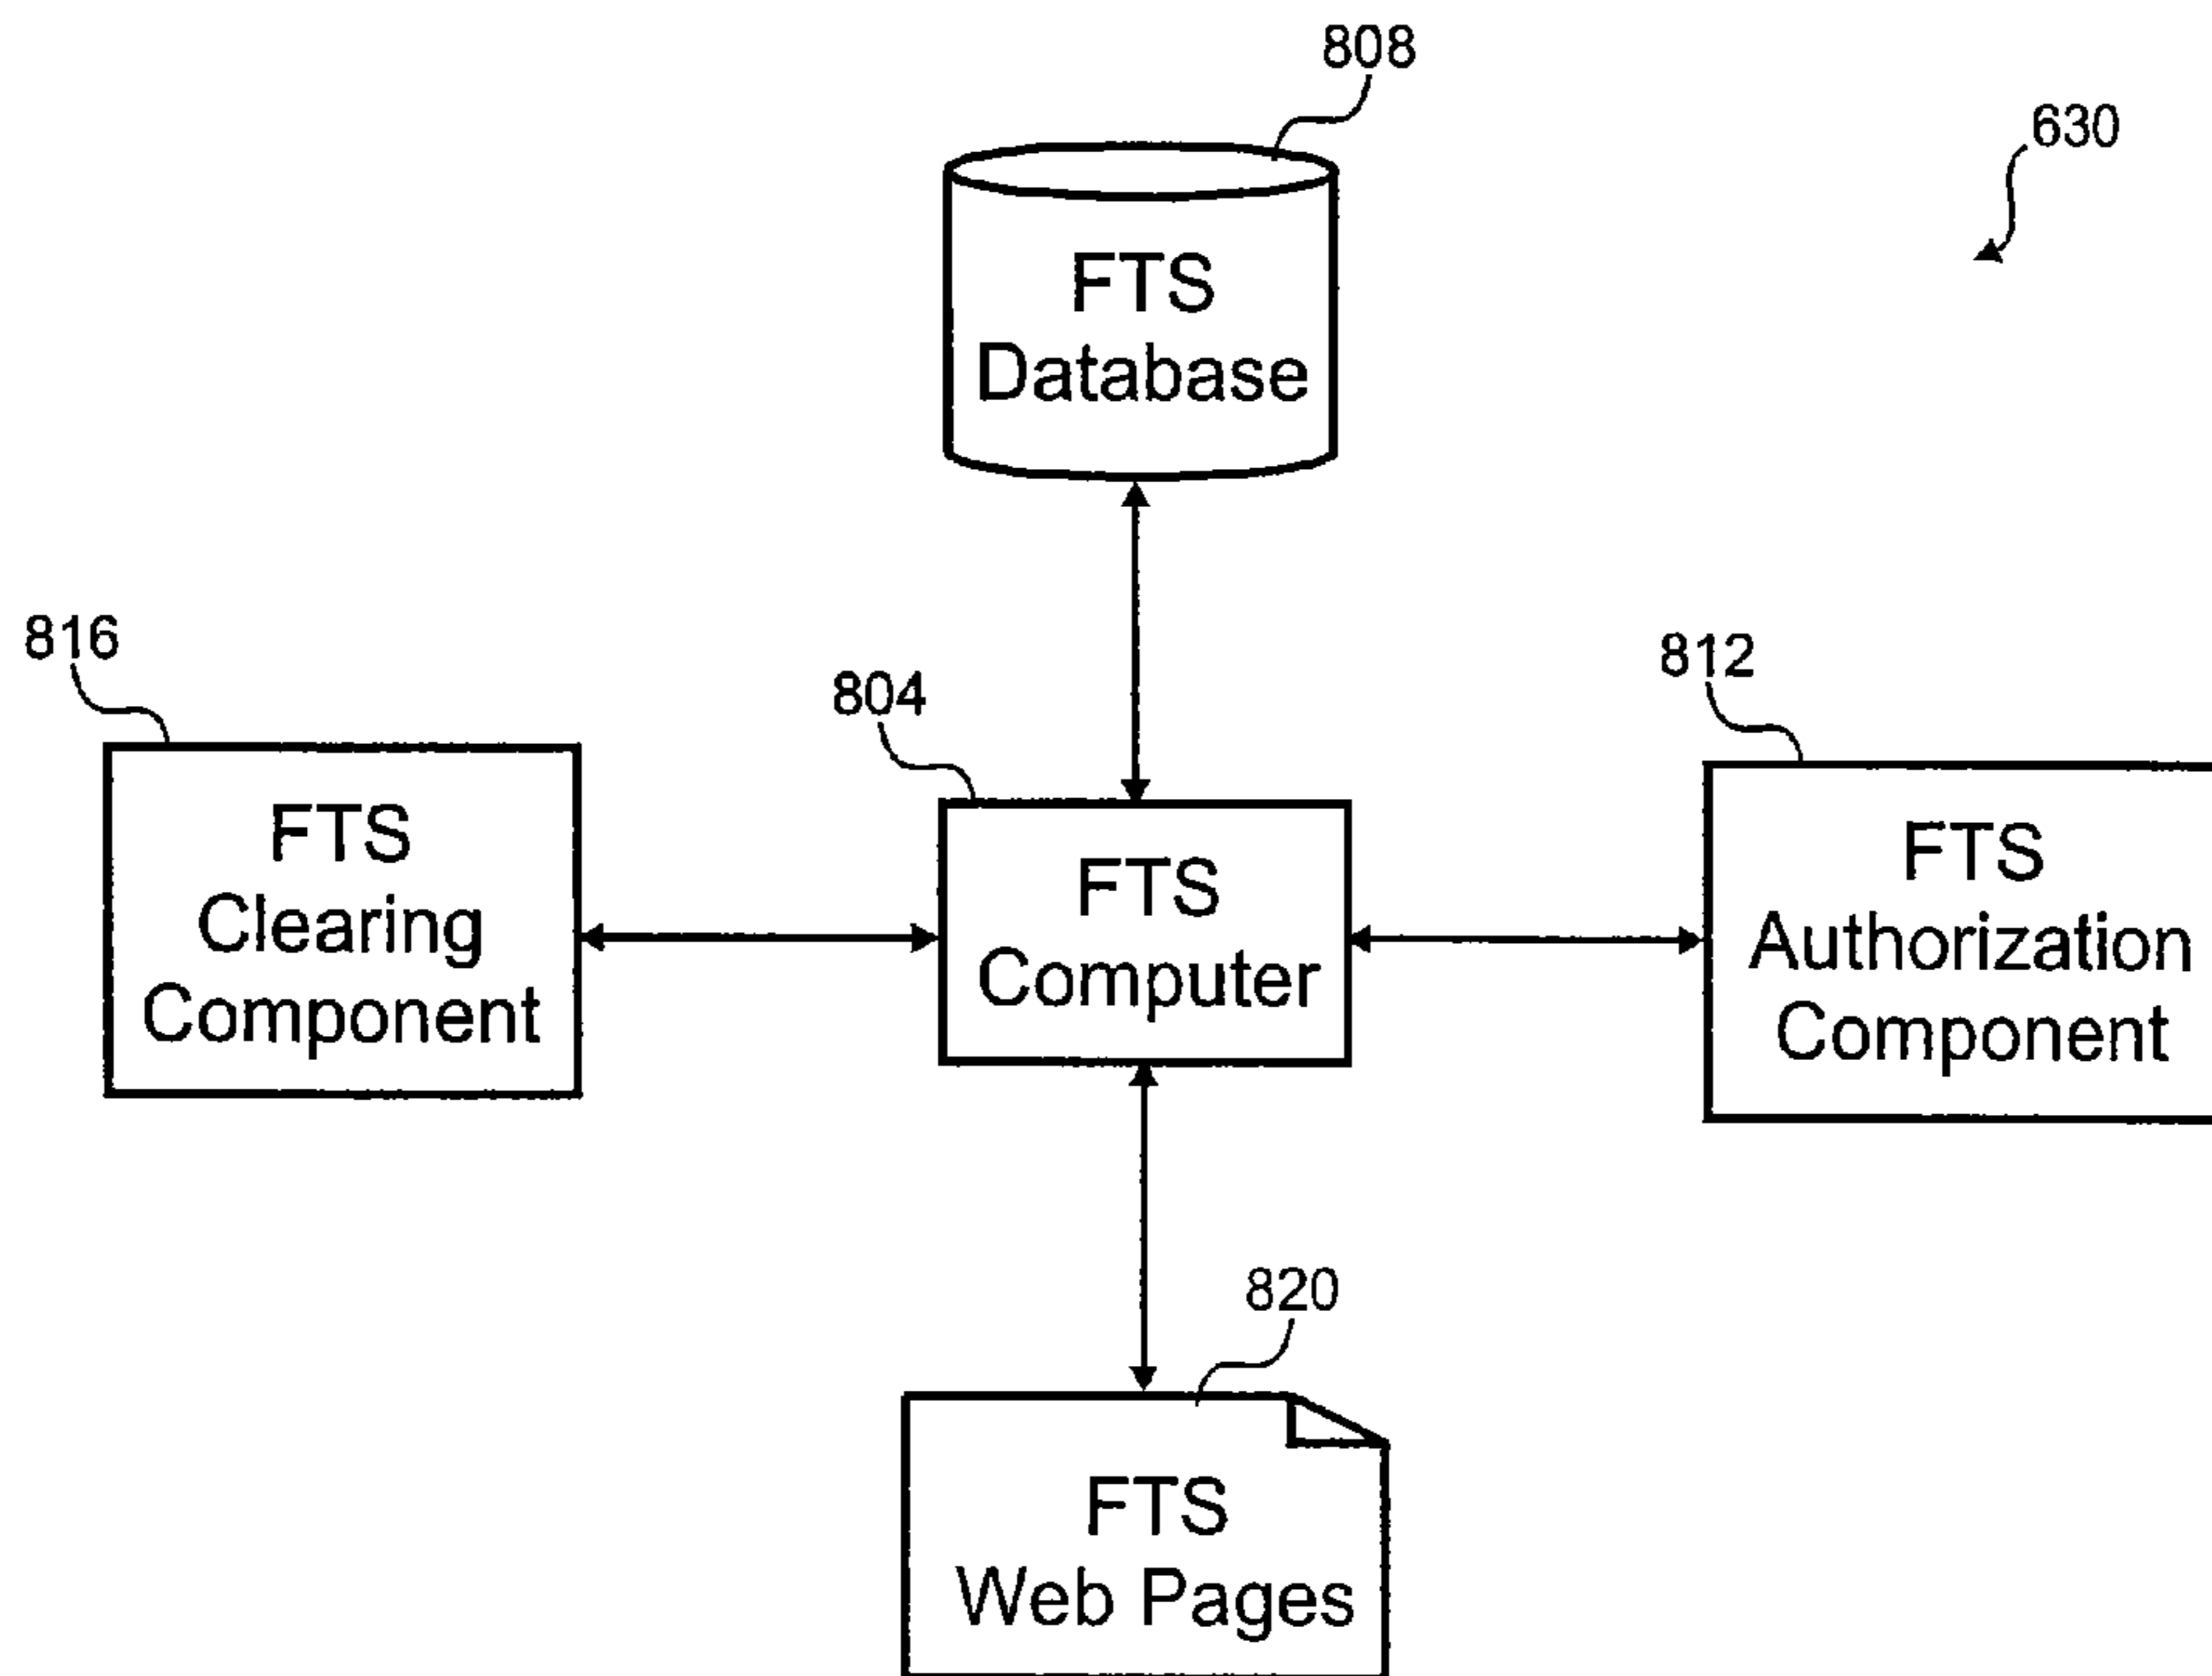 808
630
FTS
Database
816
804
812
FTS
Clearing
Component
FTS
Computer
FTS
Authorization
Component
820
FTS
Web Pages